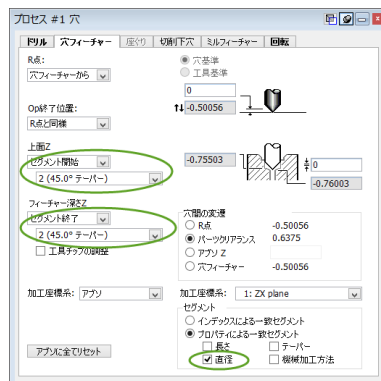 プロセス #1 穴
ドリル 穴フィーチャー 座ぐり 切削下穴 ミルフィーチャー 回転
R点:
穴フィーチャーから
穴基準
工具基準
0
-0.50056
Op終了位置:
R点と同様
上面Z
セグメント開始
2 (45.0° テーパー)
-0.75503
0
-0.76003
フィーチャー深さZ
セグメント終了
2 (45.0° テーパー)
工具チップの調整
穴間の変遷
R点 -0.50056
パーツクリアランス 0.6375
アプソ Z
穴フィーチャー -0.50056
加工座標系: アプソ
加工座標系: 1: ZX plane
セグメント
インデックスによる一致セグメント
プロパティによる一致セグメント
長さ テーパー
直径 機械加工方法
アプソに全てリセット